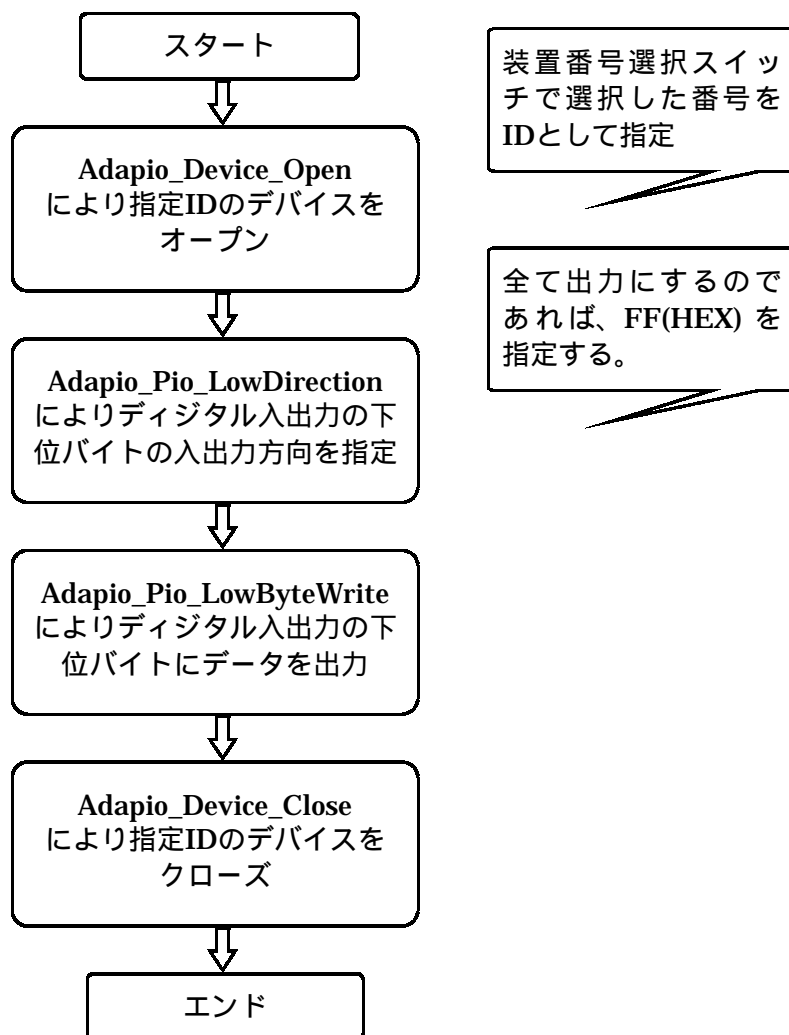 スタート
装置番号選択スイッ
チで選択した番号を
IDとして指定
Adapio_Device_Open
により指定IDのデバイスを
オープン
全て出力にするので
あれば、FF(HEX) を
指定する。
Adapio_Pio_LowDirection
によりディジタル入出力の下
位バイトの入出力方向を指定
Adapio_Pio_LowByteWrite
によりディジタル入出力の下
位バイトにデータを出力
Adapio_Device_Close
により指定IDのデバイスを
クローズ
エンド